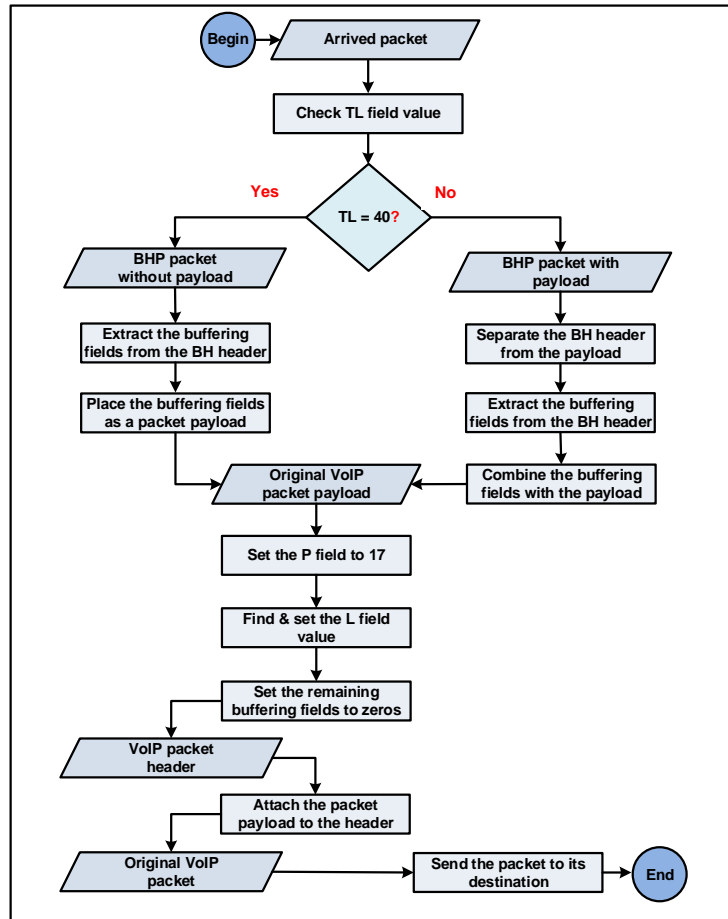 Begin
Arrived packet
Check TL field value
Yes
No
TL = 40?
BHP packet
without payload
BHP packet with
payload
Extract the buffering
fields from the BH header
Separate the BH header
from the payload
Place the buffering fields
as a packet payload
Extract the buffering
fields from the BH header
Original VoIP
packet payload
Combine the buffering
fields with the payload
Set the P field to 17
Find & set the L field
value
Set the remaining
buffering fields to zeros
VoIP packet
header
Attach the packet
payload to the header
Original VoIP
packet
Send the packet to its
destination
End